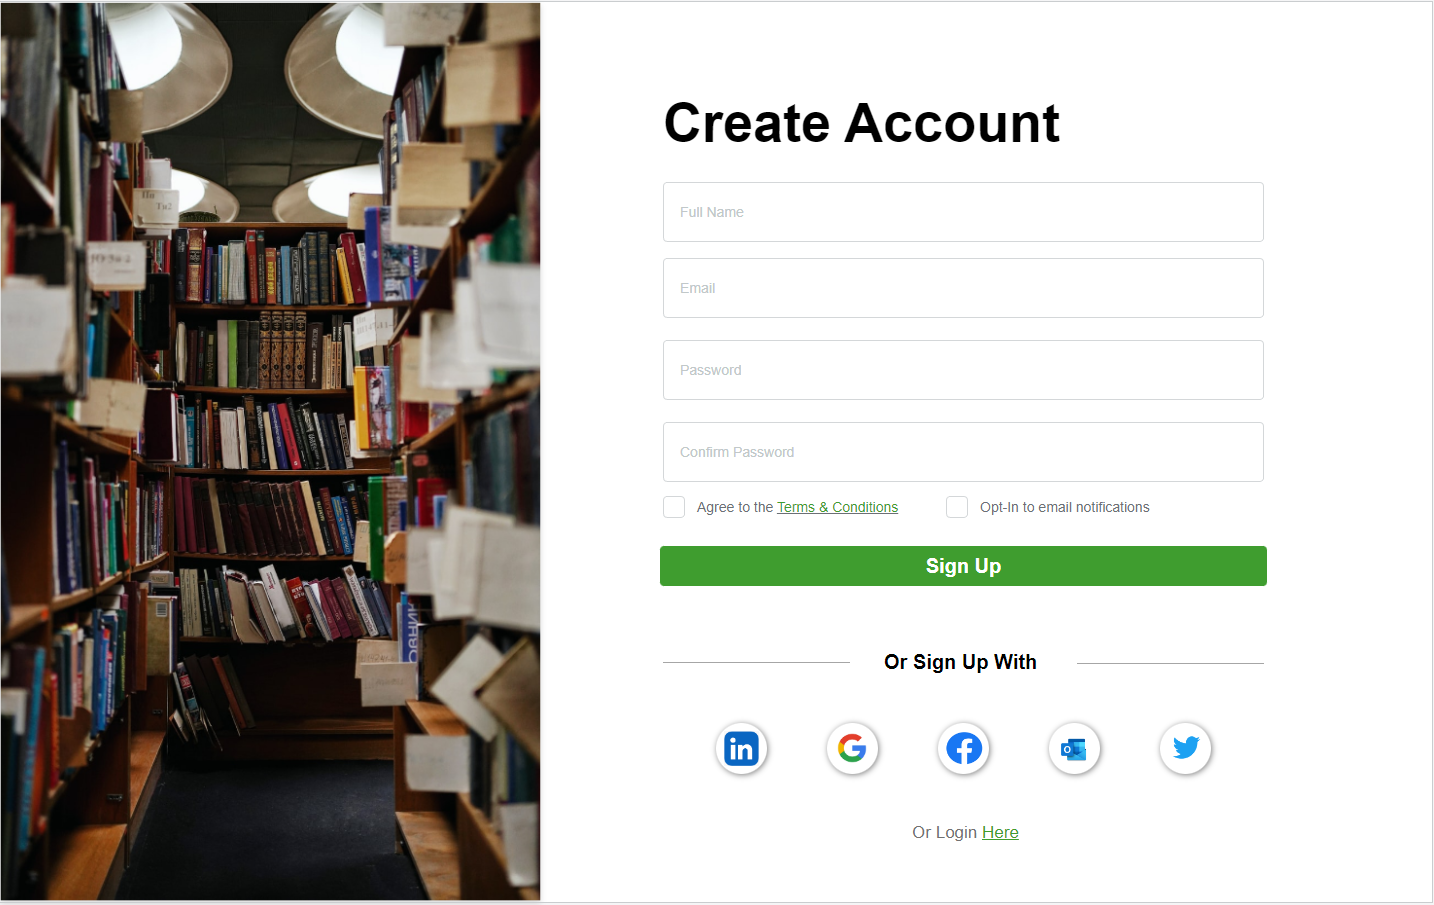 Create Account
Full Name
Email
Password
Confirm Password
Agree to the Terms & Conditions
Opt-In to email notifications
Sign Up
Or Sign Up With
in
Or Login Here